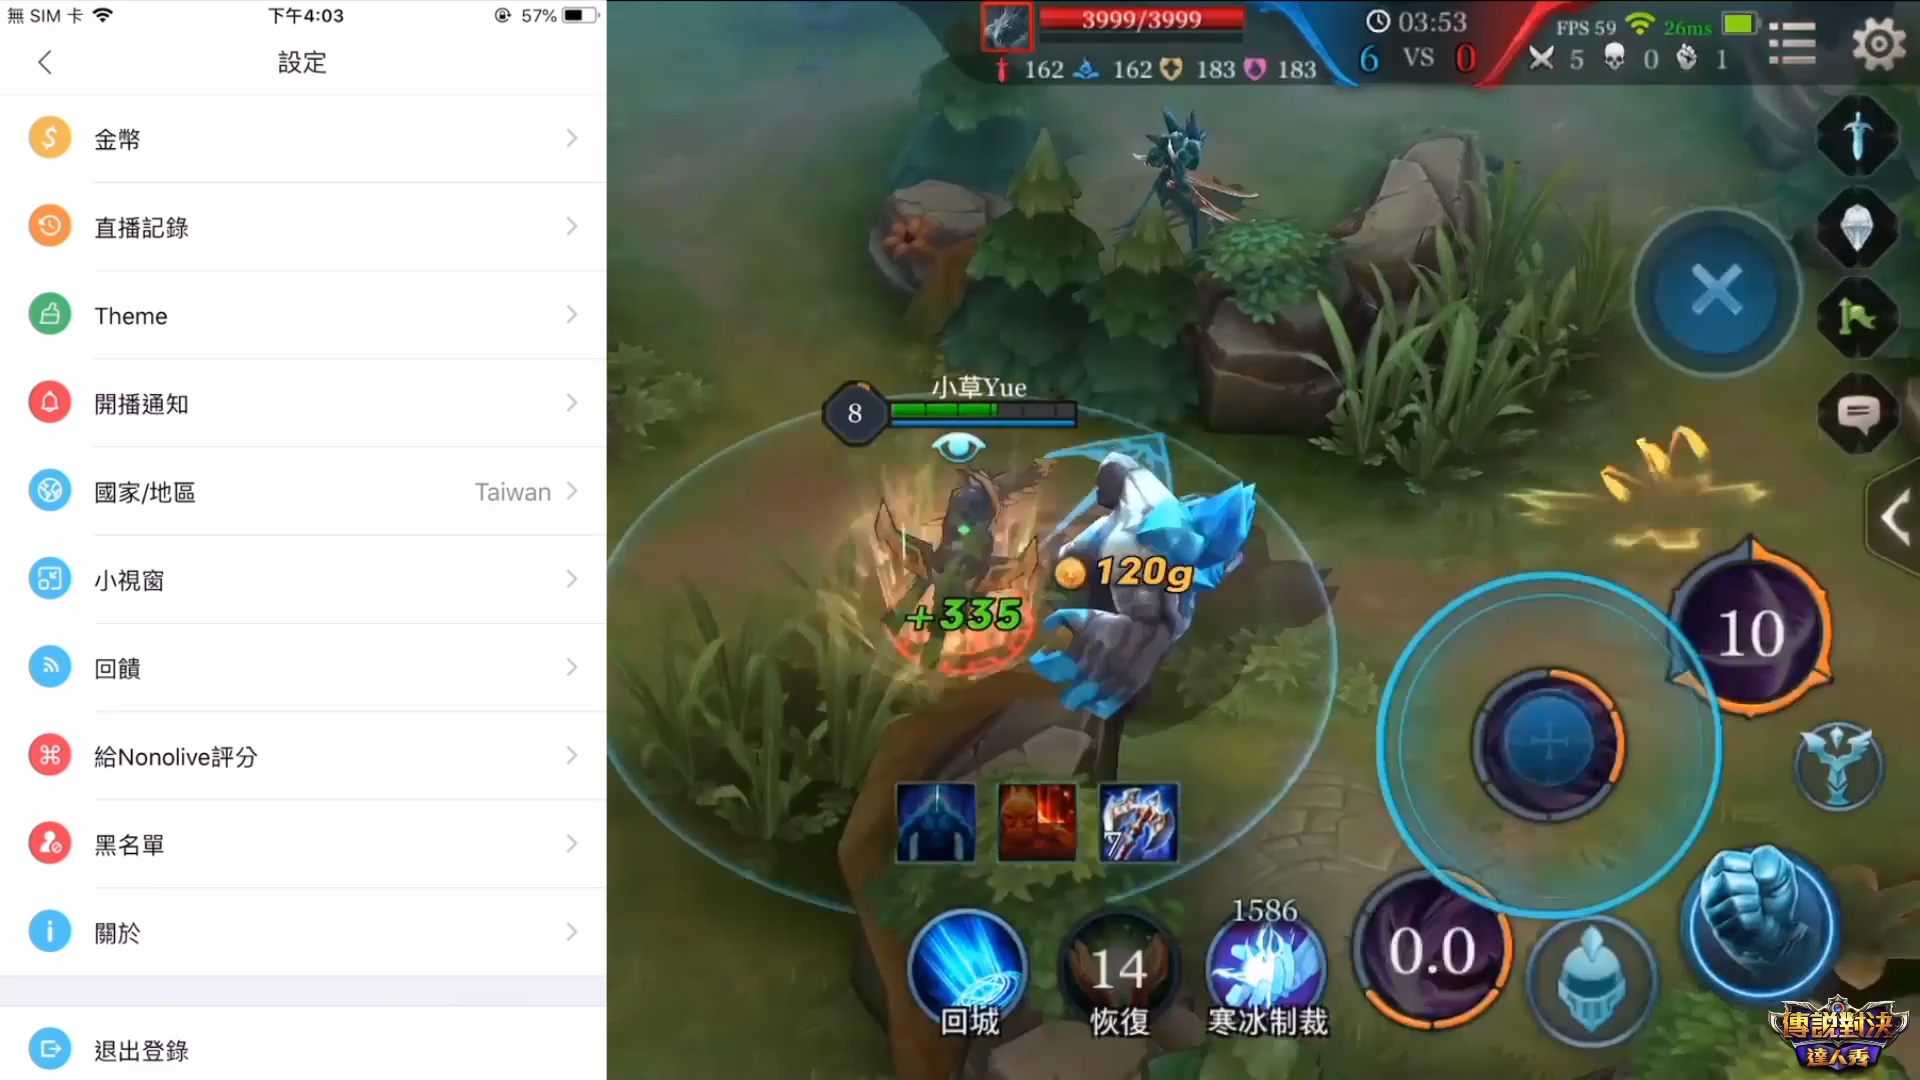 無 SIM 卡
下午4:03
57%
設定
金幣
直播記錄
Theme
開播通知
國家/地區
Taiwan
小視窗
回饋
給Nonolive評分
黑名單
關於
退出登錄
3999/3999
162
162
183
183
03:53
6 VS 0
FPS 59
26ms
5
0
1
小草Yue
8
120g
+335
10
7
1586
14
0.0
回城
恢復
寒冰制裁
傳說對決
達人秀